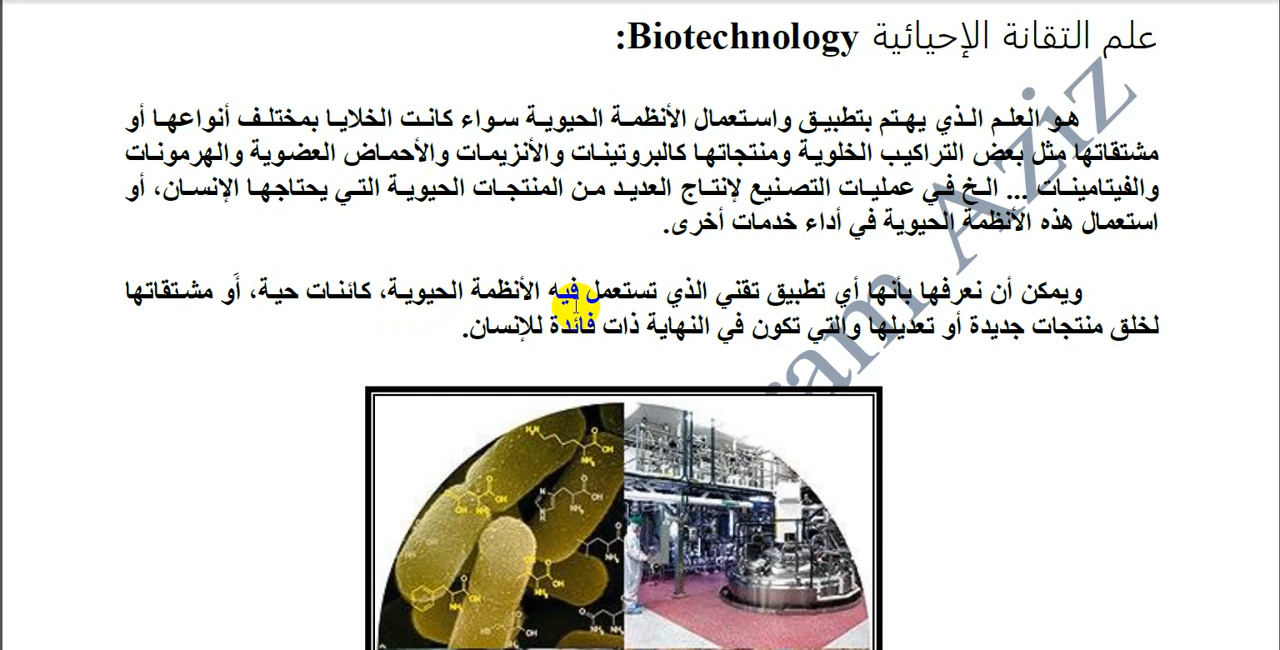 علم التقانة الإحيائية Biotechnology:
هو العلم الذي يهتم بتطبيق واستعمال الأنظمة الحيوية سواء كانت الخلايا بمختلف أنواعها أو
مشتقاتها مثل بعض التراكيب الخلوية ومنتجاتها كالبروتينات والأنزيمات والأحماض العضوية والهرمونات
والفيتامينات ... الخ في عمليات التصنيع لإنتاج العديد من المنتجات الحيوية التي يحتاجها الإنسان، أو
استعمال هذه الأنظمة الحيوية في أداء خدمات أخرى.
ويمكن أن نعرفها بأنها أي تطبيق تقني الذي تستعمل فيه الأنظمة الحيوية، كائنات حية، أَو مشتقاتها
لخلق منتجات جديدة أو تعديلها والتي تكون في النهاية ذات فائدة للإنسان.
ram Aziz